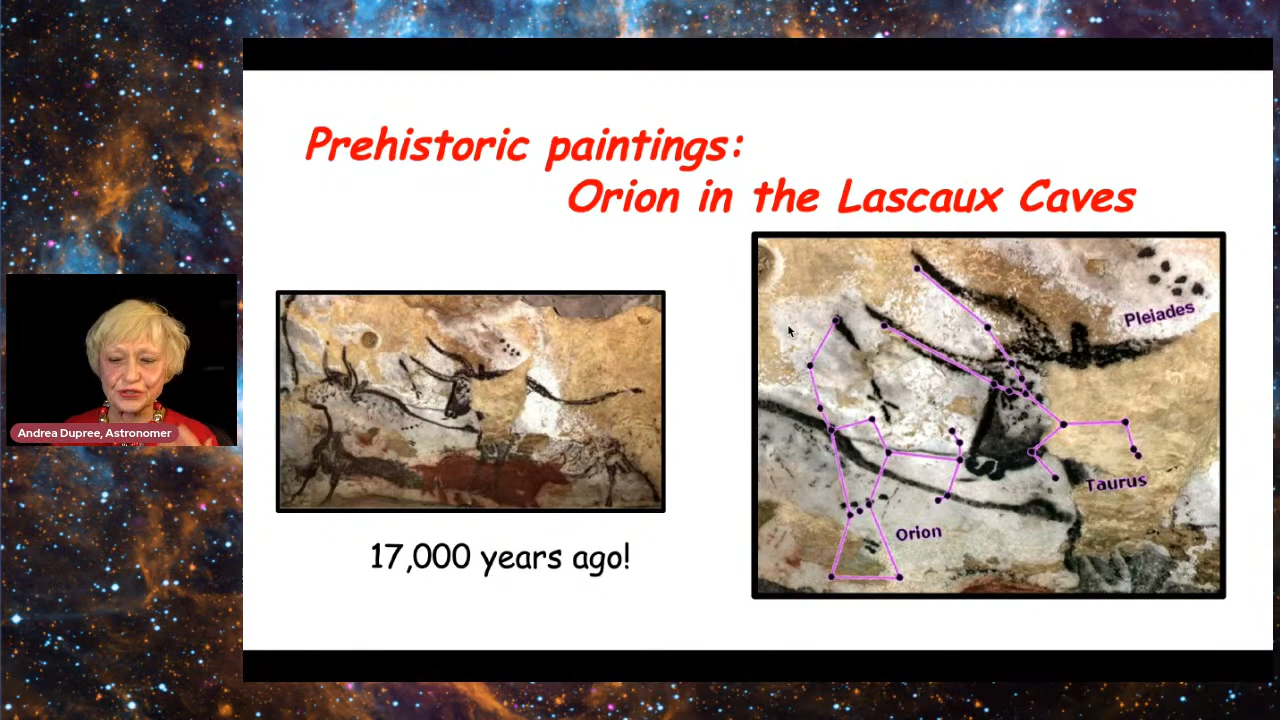 Prehistoric paintings:
Orion in the Lascaux Caves
Pleiades
Taurus
Orion
17,000 years ago!
Andrea Dupree, Astronomer